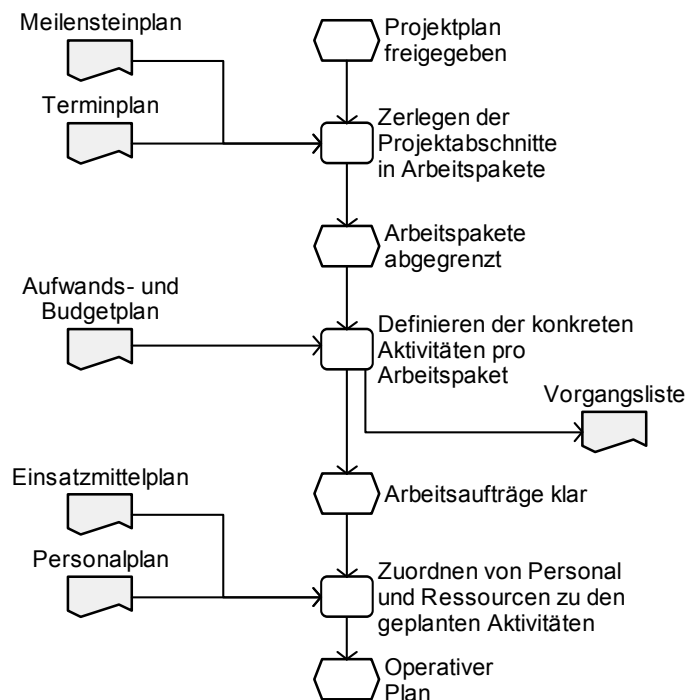 Meilensteinplan
Projektplan
freigegeben
Terminplan
Zerlegen der
Projektabschnitte
in Arbeitspakete
Arbeitspakete
abgegrenzt
Aufwands- und
Budgetplan
Definieren der konkreten
Aktivitäten pro
Arbeitspaket
Vorgangsliste
Einsatzmittelplan
Arbeitsaufträge klar
Personalplan
Zuordnen von Personal
und Ressourcen zu den
geplanten Aktivitäten
Operativer
Plan